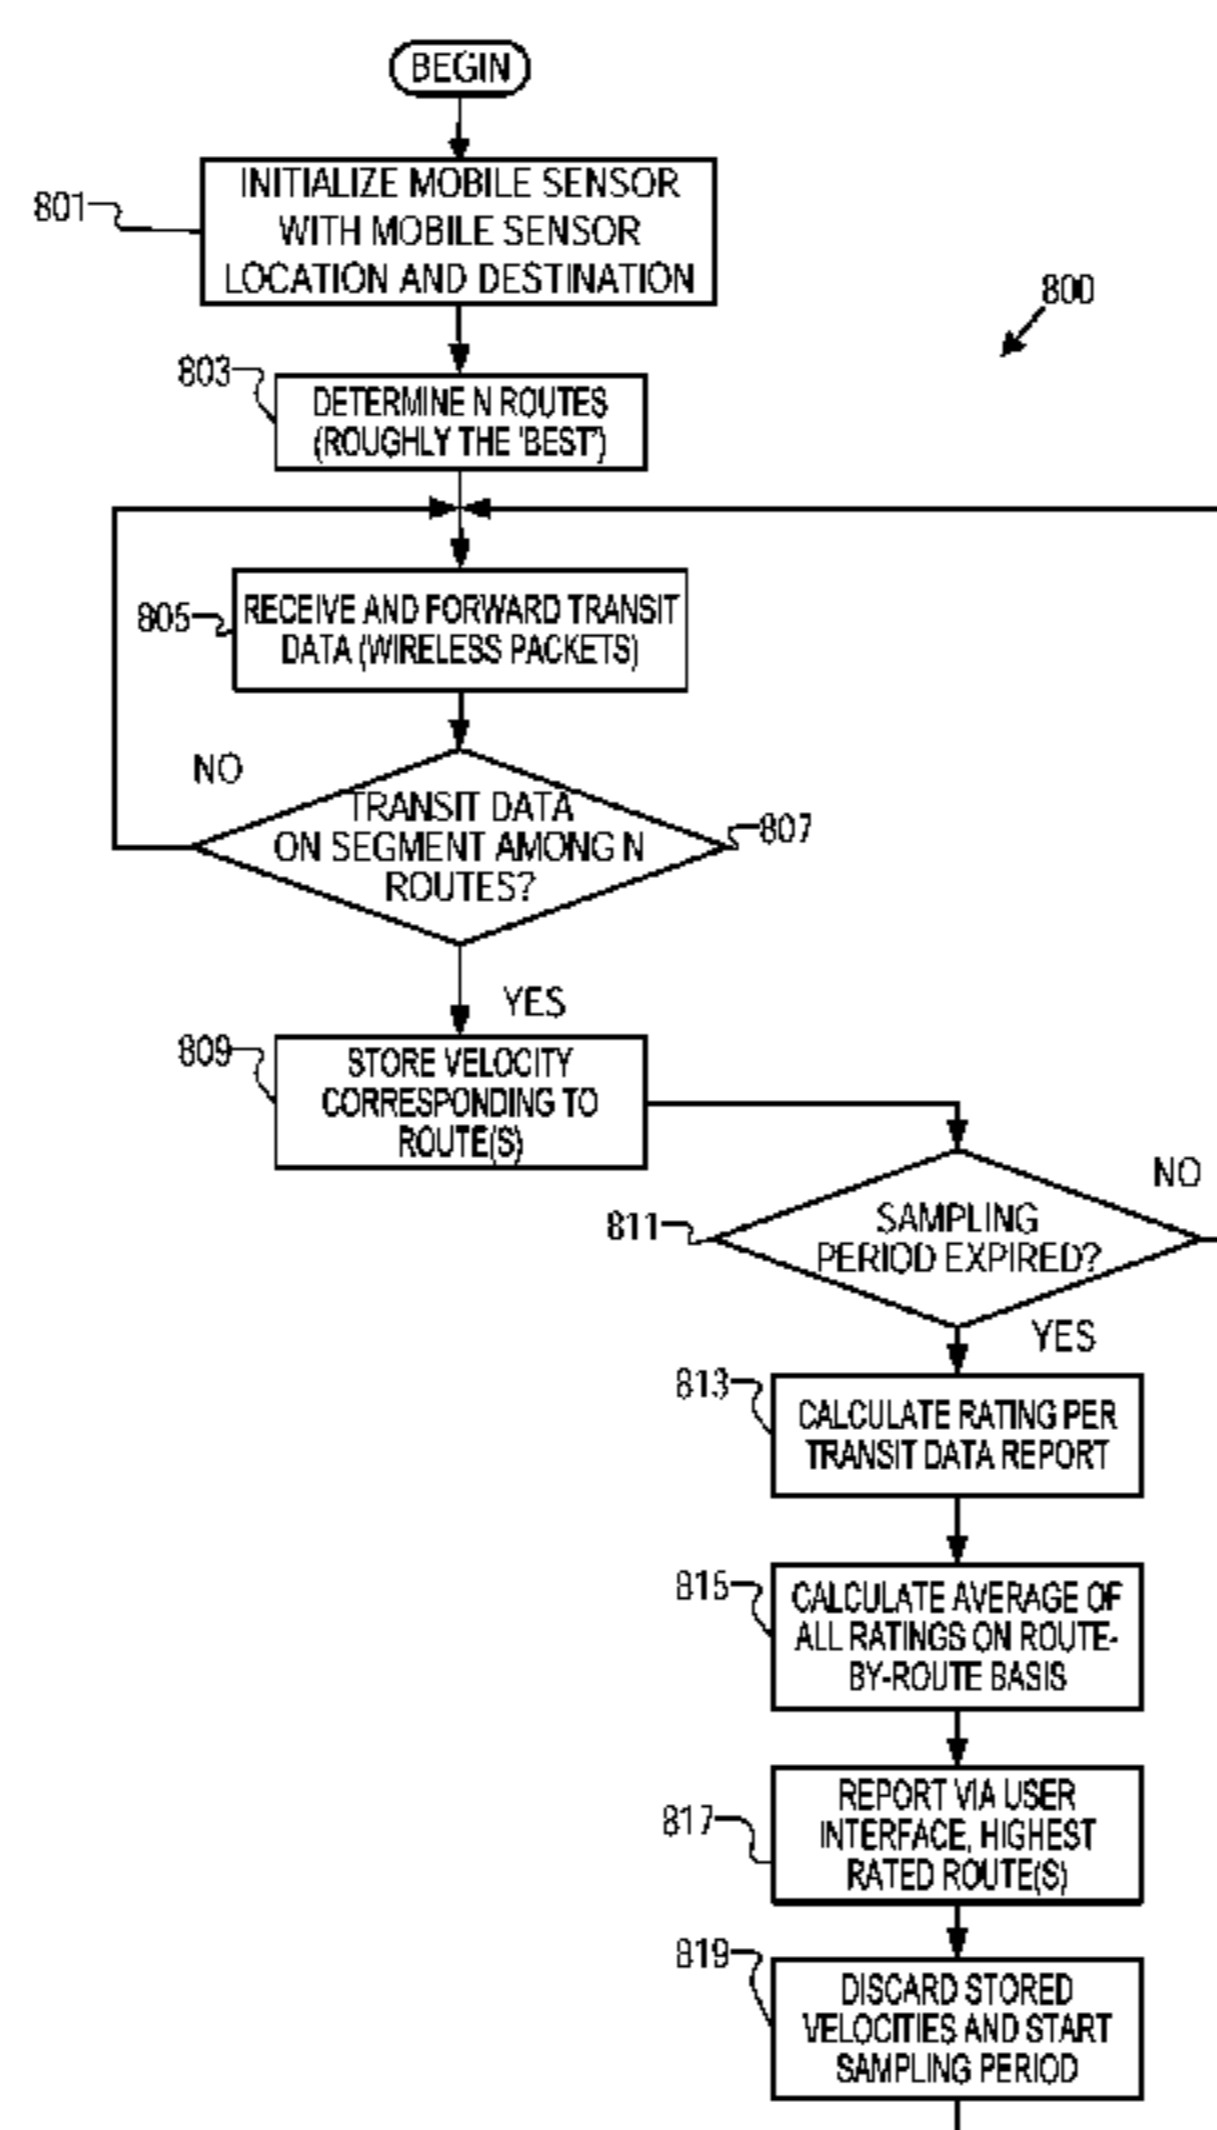 BEGIN
801
INITIALIZE MOBILE SENSOR
WITH MOBILE SENSOR
LOCATION AND DESTINATION
800
803
DETERMINE N ROUTES
(ROUGHLY THE 'BEST')
805
RECEIVE AND FORWARD TRANSIT
DATA (WIRELESS PACKETS)
NO
TRANSIT DATA
ON SEGMENT AMONG N
ROUTES?
807
YES
809
STORE VELOCITY
CORRESPONDING TO
ROUTE(S)
NO
811
SAMPLING
PERIOD EXPIRED?
YES
813
CALCULATE RATING PER
TRANSIT DATA REPORT
815
CALCULATE AVERAGE OF
ALL RATINGS ON ROUTE-
BY-ROUTE BASIS
817
REPORT VIA USER
INTERFACE, HIGHEST
RATED ROUTE(S)
819
DISCARD STORED
VELOCITIES AND START
SAMPLING PERIOD